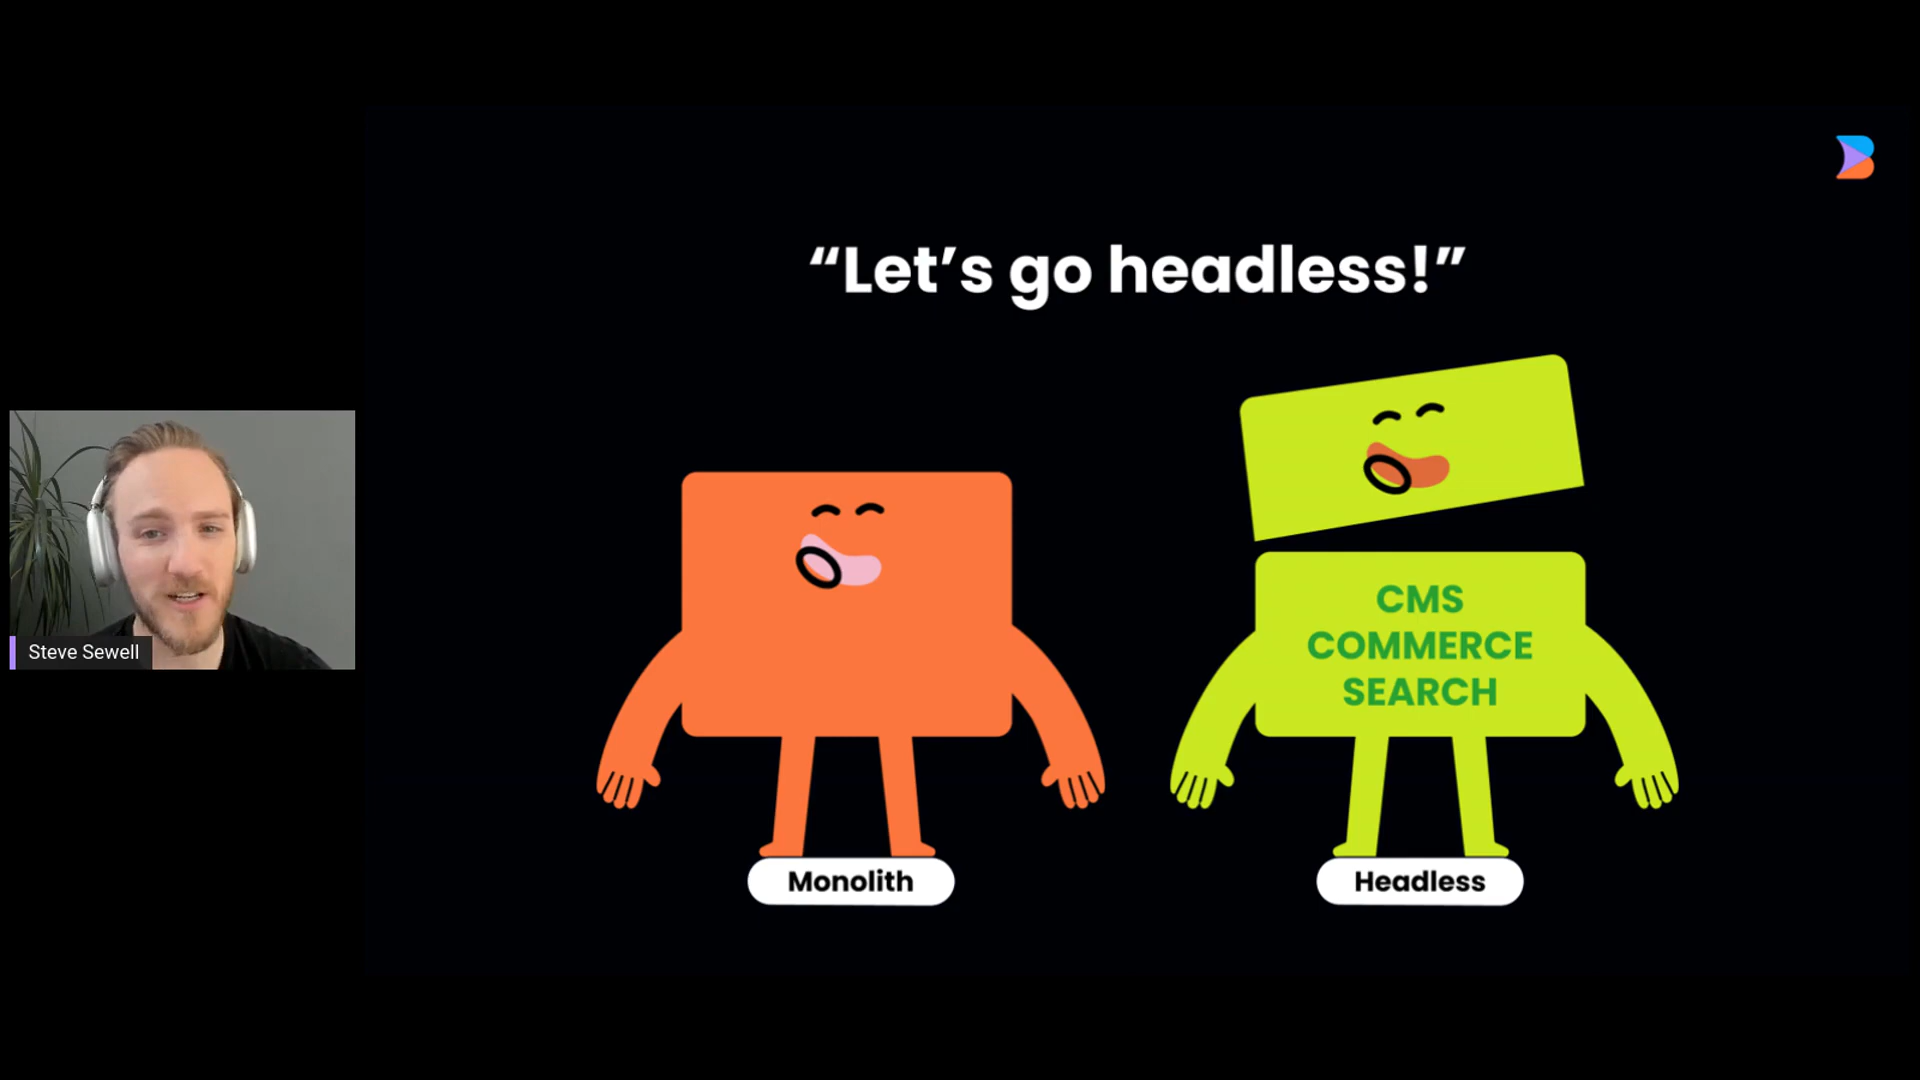 “Let’s go headless!”
CMS
COMMERCE
SEARCH
Steve Sewell
Monolith
Headless